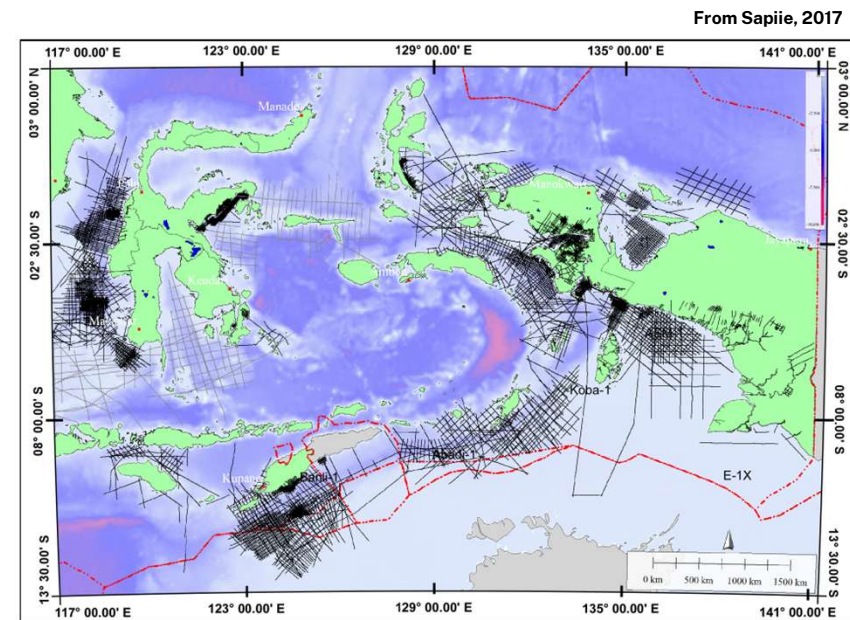 From Sapiie, 2017
117° 00.00' E 123° 00.00' E 129° 00.00' E 135° 00.00' E 141° 00.00' E
03° 00.00' N
03° 00.00' N
Manado
Manokwari
02° 30.00' S
02° 30.00' S
Kendari
Koba-1
08° 00.00' S
08° 00.00' S
Abadi-1
Kupang
Banli-1
E-1X
13° 30.00' S
13° 30.00' S
0 km 500 km 1000 km 1500 km
117° 00.00' E 123° 00.00' E 129° 00.00' E 135° 00.00' E 141° 00.00' E